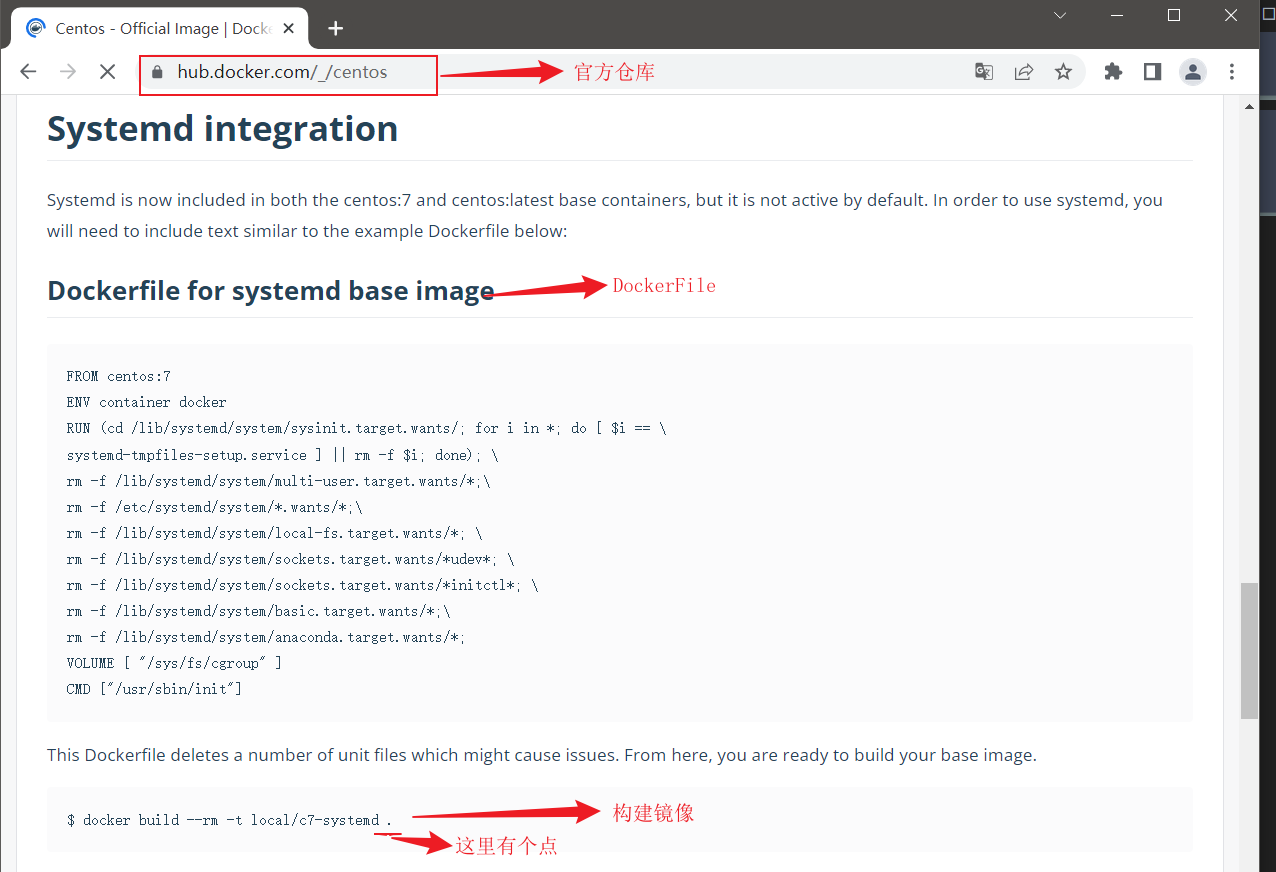 Centos - Official Image | Docke
hub.docker.com/_/centos
官方仓库
Systemd integration
Systemd is now included in both the centos:7 and centos:latest base containers, but it is not active by default. In order to use systemd, you
will need to include text similar to the example Dockerfile below:
Dockerfile for systemd base image
DockerFile
FROM centos:7
ENV container docker
RUN (cd /lib/systemd/system/sysinit.target.wants/; for i in *; do [ $i == \
systemd-tmpfiles-setup.service ] || rm -f $i; done); \
rm -f /lib/systemd/system/multi-user.target.wants/*;\
rm -f /etc/systemd/system/*.wants/*;\
rm -f /lib/systemd/system/local-fs.target.wants/*; \
rm -f /lib/systemd/system/sockets.target.wants/*udev*; \
rm -f /lib/systemd/system/sockets.target.wants/*initctl*; \
rm -f /lib/systemd/system/basic.target.wants/*;\
rm -f /lib/systemd/system/anaconda.target.wants/*;
VOLUME [ "/sys/fs/cgroup" ]
CMD ["/usr/sbin/init"]
This Dockerfile deletes a number of unit files which might cause issues. From here, you are ready to build your base image.
$ docker build --rm -t local/c7-systemd .
构建镜像
这里有个点